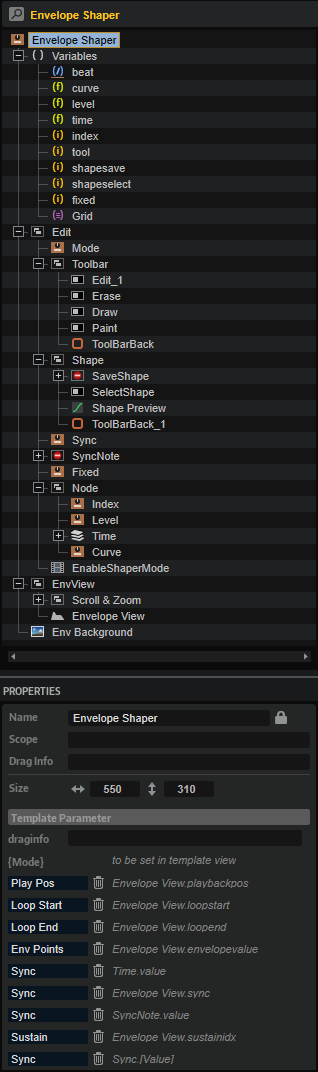 Envelope Shaper
Envelope Shaper
Variables
beat
curve
level
time
index
tool
shapesave
shapeselect
fixed
Grid
Edit
Mode
Toolbar
Edit_1
Erase
Draw
Paint
ToolBarBack
Shape
SaveShape
SelectShape
Shape Preview
ToolBarBack_1
Sync
SyncNote
Fixed
Node
Index
Level
Time
Curve
EnableShaperMode
EnvView
Scroll & Zoom
Envelope View
Env Background
PROPERTIES
Name Envelope Shaper
Scope
Drag Info
Size 550 310
Template Parameter
draginfo
{Mode} to be set in template view
Play Pos Envelope View.playbackpos
Loop Start Envelope View.loopstart
Loop End Envelope View.loopend
Env Points Envelope View.envelopevalue
Sync Time.value
Sync Envelope View.sync
Sync SyncNote.value
Sustain Envelope View.sustainidx
Sync Sync.[Value]